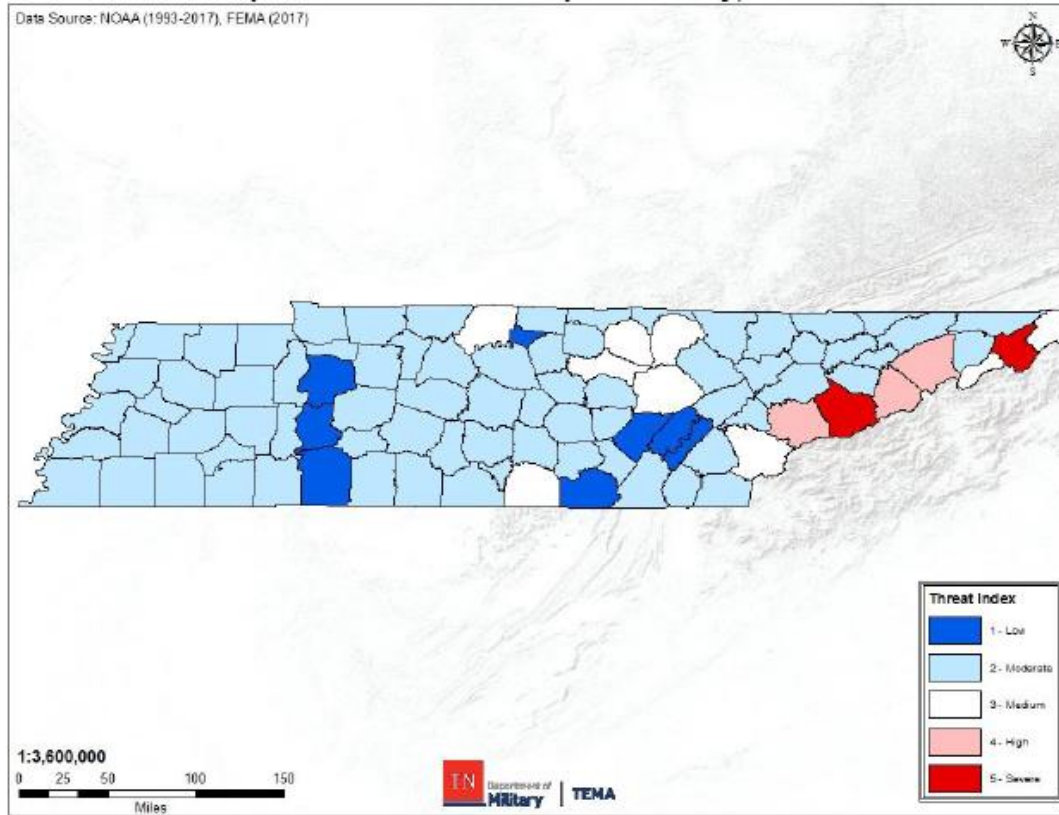 Data Source: NOAA (1993-2017), FEMA (2017)
N
W E
S
Threat Index
1 - Low
2 - Moderate
3 - Medium
4 - High
5 - Severe
1:3,600,000
0 25 50 100 150
Miles
TN
Department of
Military
TEMA